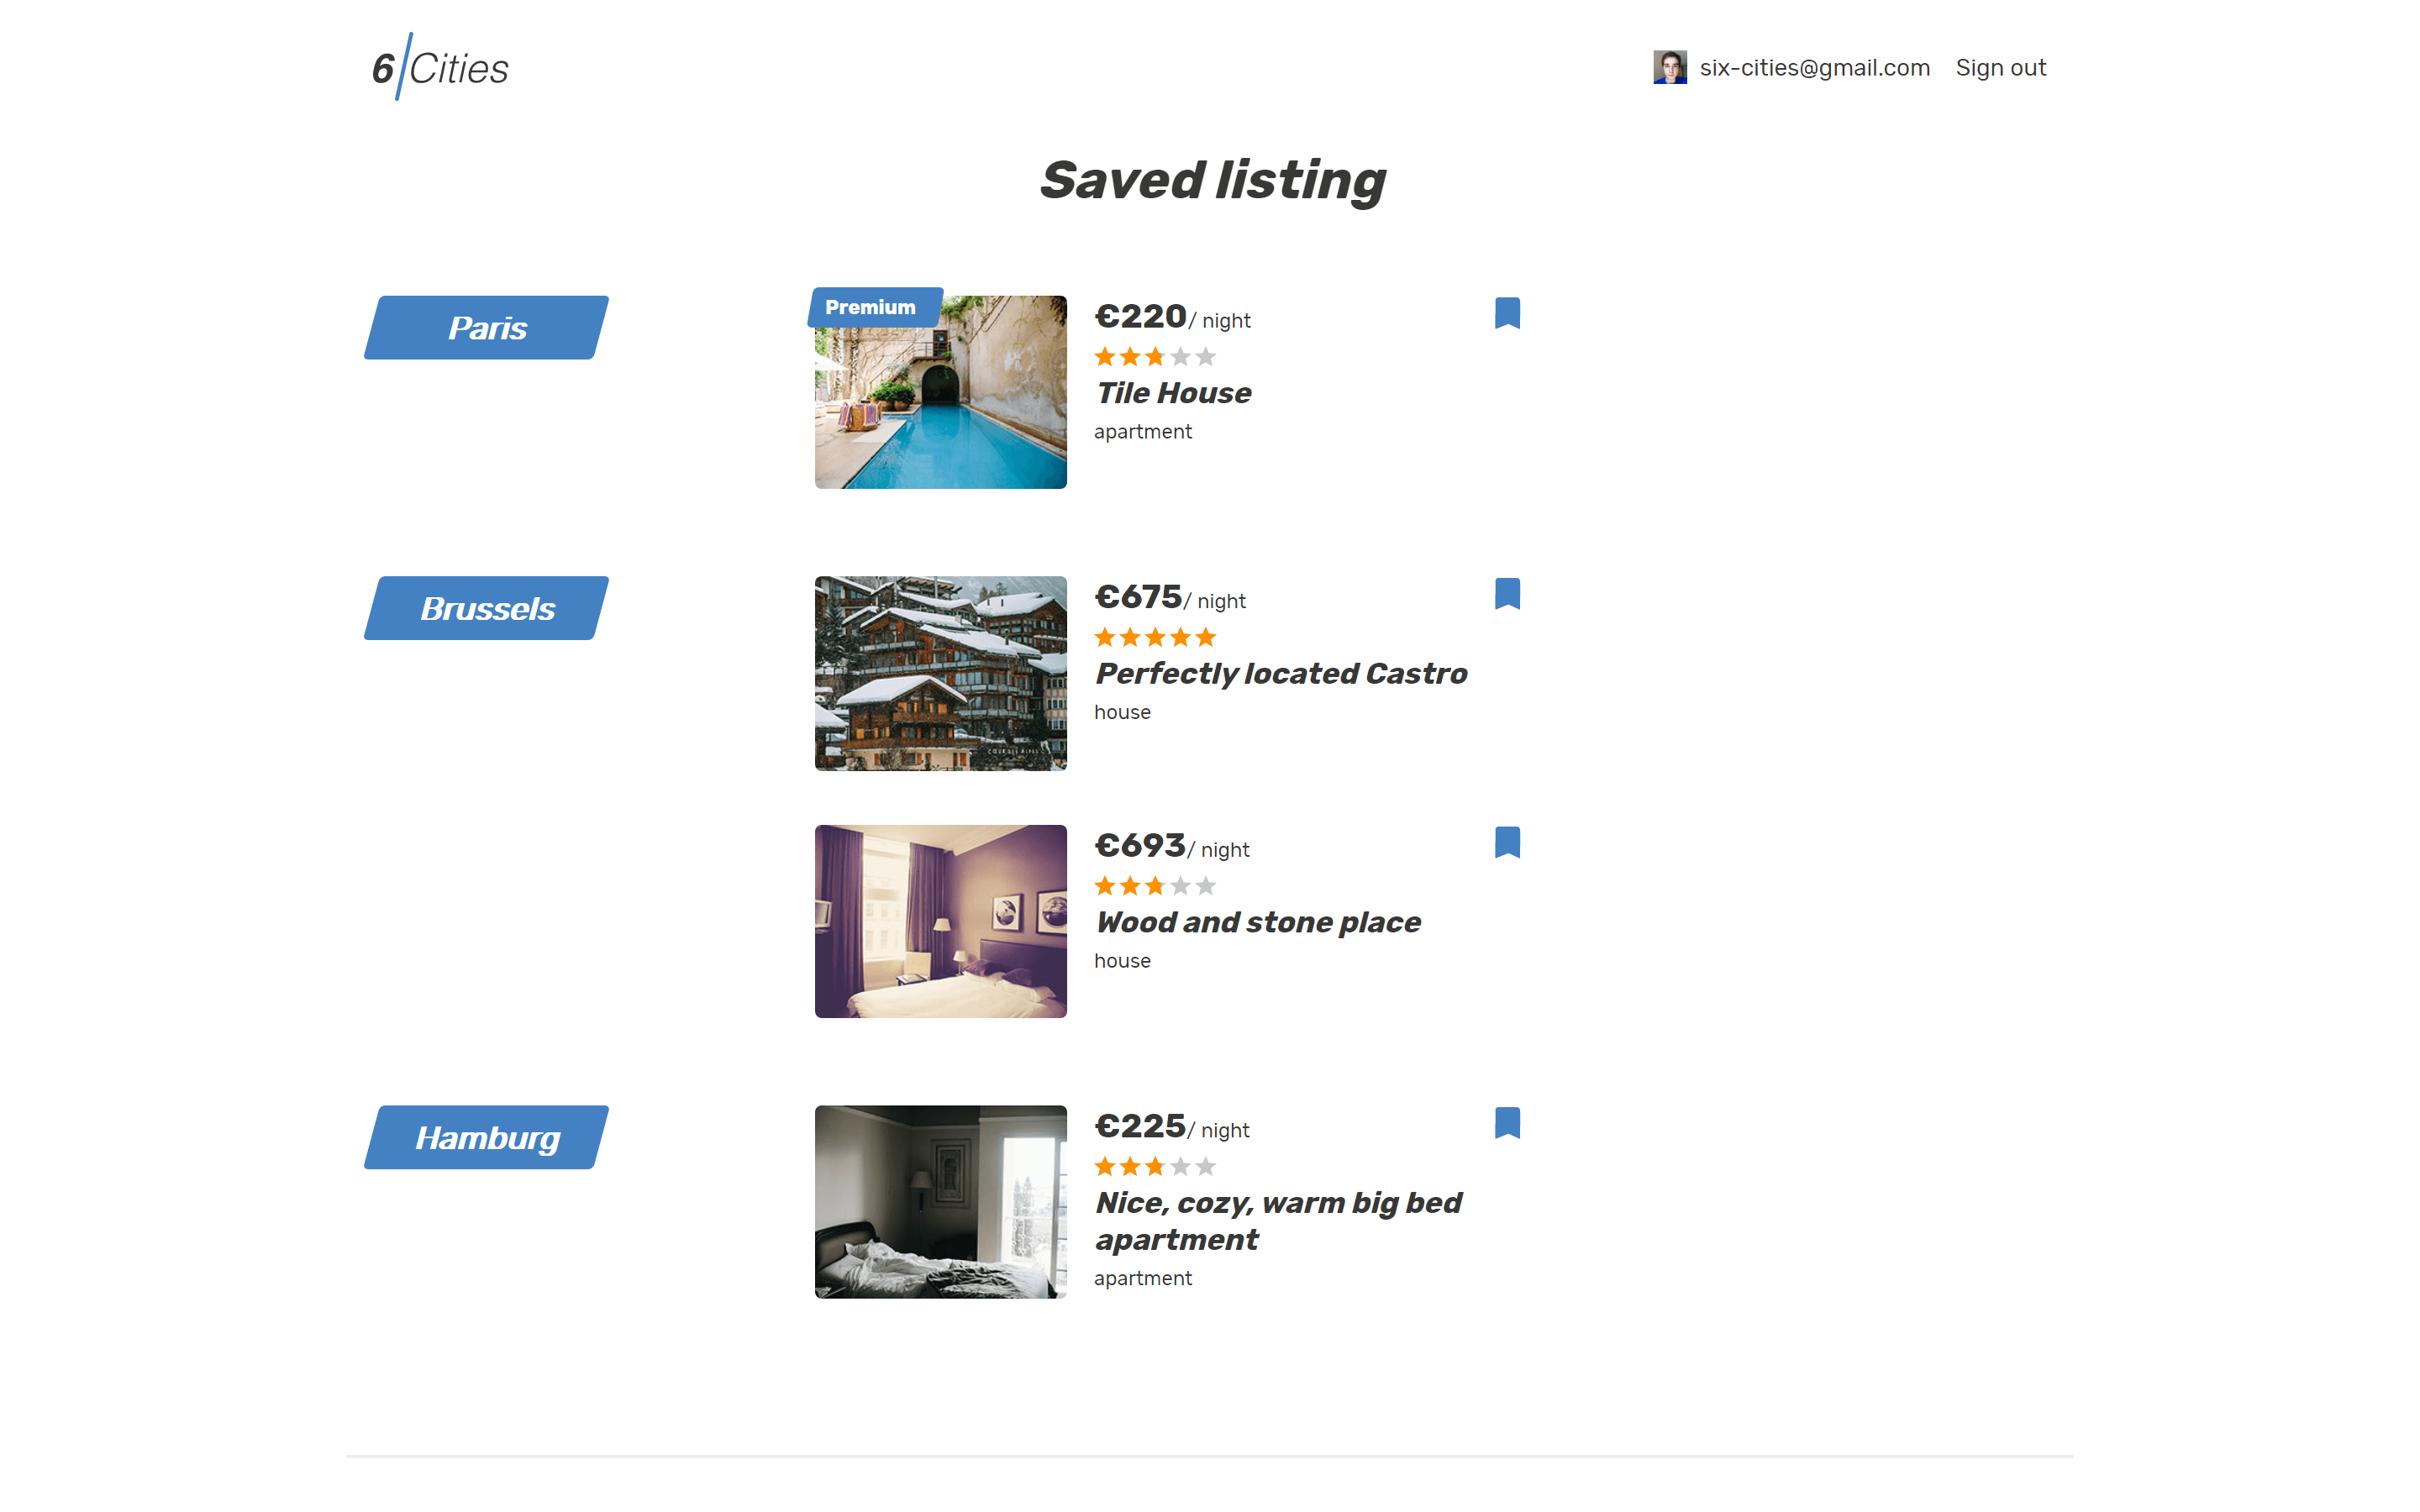 6 Cities
six-cities@gmail.com Sign out
Saved listing
Paris
Premium
€220/ night
Tile House
apartment
Brussels
€675/ night
Perfectly located Castro
house
€693/ night
Wood and stone place
house
Hamburg
€225/ night
Nice, cozy, warm big bed
apartment
apartment